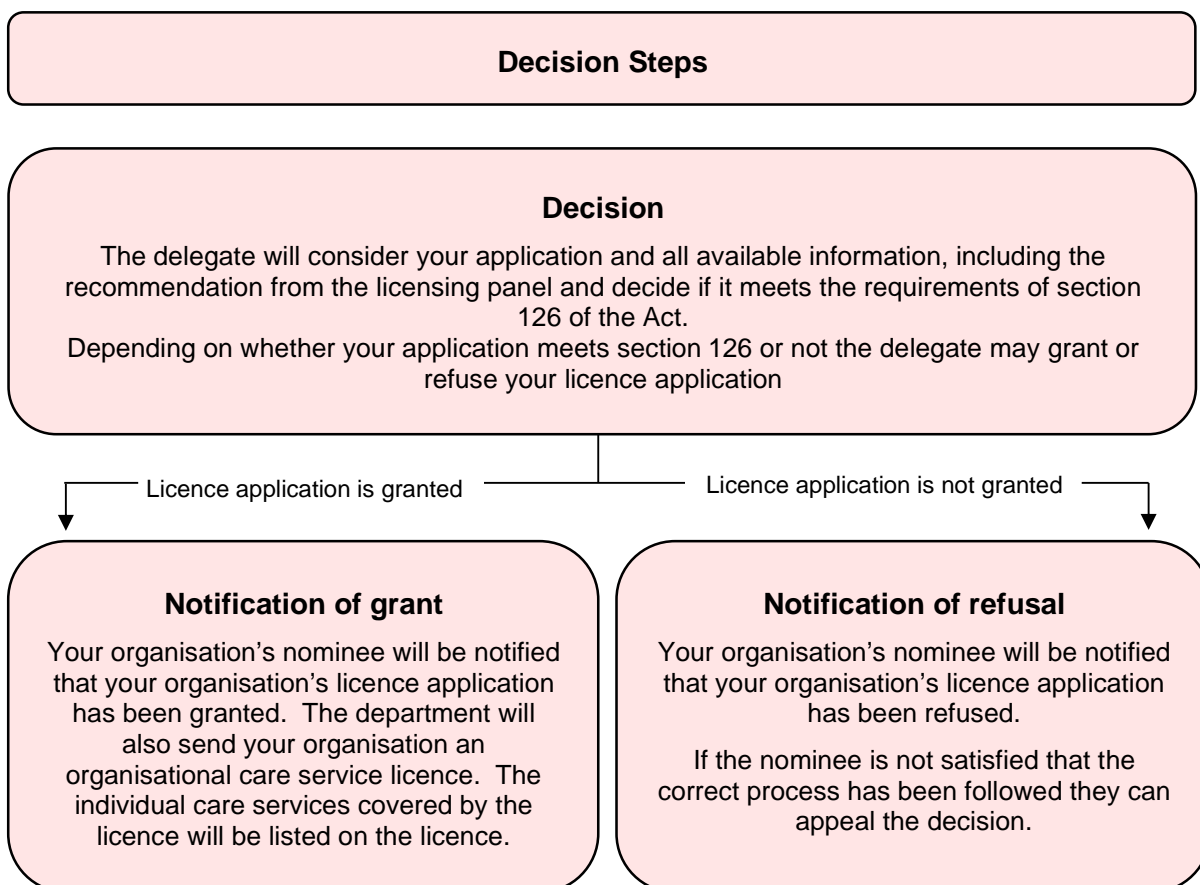 Decision Steps
Decision
The delegate will consider your application and all available information, including the
recommendation from the licensing panel and decide if it meets the requirements of section
126 of the Act.
Depending on whether your application meets section 126 or not the delegate may grant or
refuse your licence application
Licence application is granted
Licence application is not granted
Notification of grant
Your organisation’s nominee will be notified
that your organisation’s licence application
has been granted.  The department will
also send your organisation an
organisational care service licence.  The
individual care services covered by the
licence will be listed on the licence.
Notification of refusal
Your organisation’s nominee will be notified
that your organisation’s licence application
has been refused.
If the nominee is not satisfied that the
correct process has been followed they can
appeal the decision.